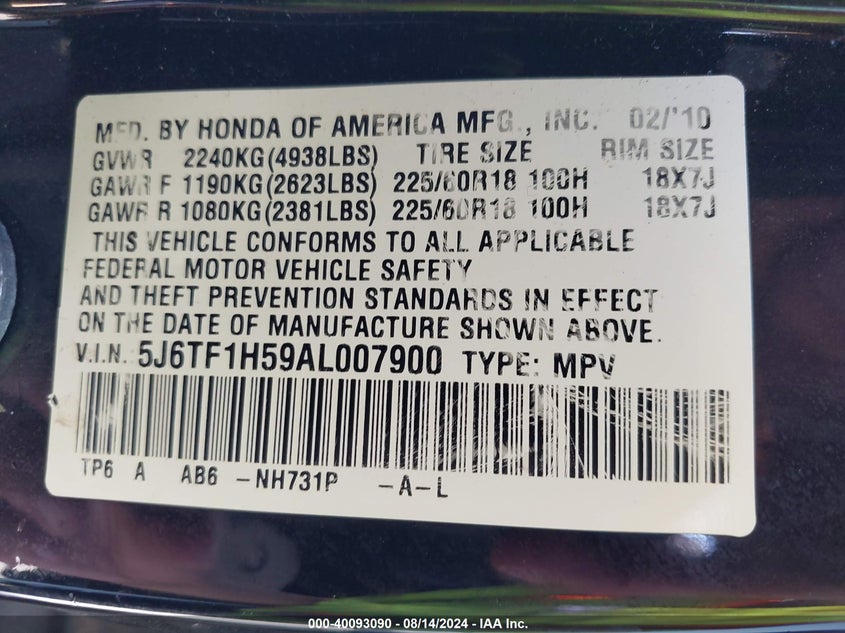 MFD. BY HONDA OF AMERICA MFG., INC. 02/'10
GVWR 2240KG(4938LBS) TIRE SIZE RIM SIZE
GAWR F 1190KG(2623LBS) 225/60R18 100H 18X7J
GAWR R 1080KG(2381LBS) 225/60R18 100H 18X7J
THIS VEHICLE CONFORMS TO ALL APPLICABLE
FEDERAL MOTOR VEHICLE SAFETY
AND THEFT PREVENTION STANDARDS IN EFFECT
ON THE DATE OF MANUFACTURE SHOWN ABOVE.
V.I.N. 5J6TF1H59AL007900 TYPE: MPV
TP6 A AB6 -NH731P -A-L
000-40093090 - 08/14/2024 - IAA Inc.